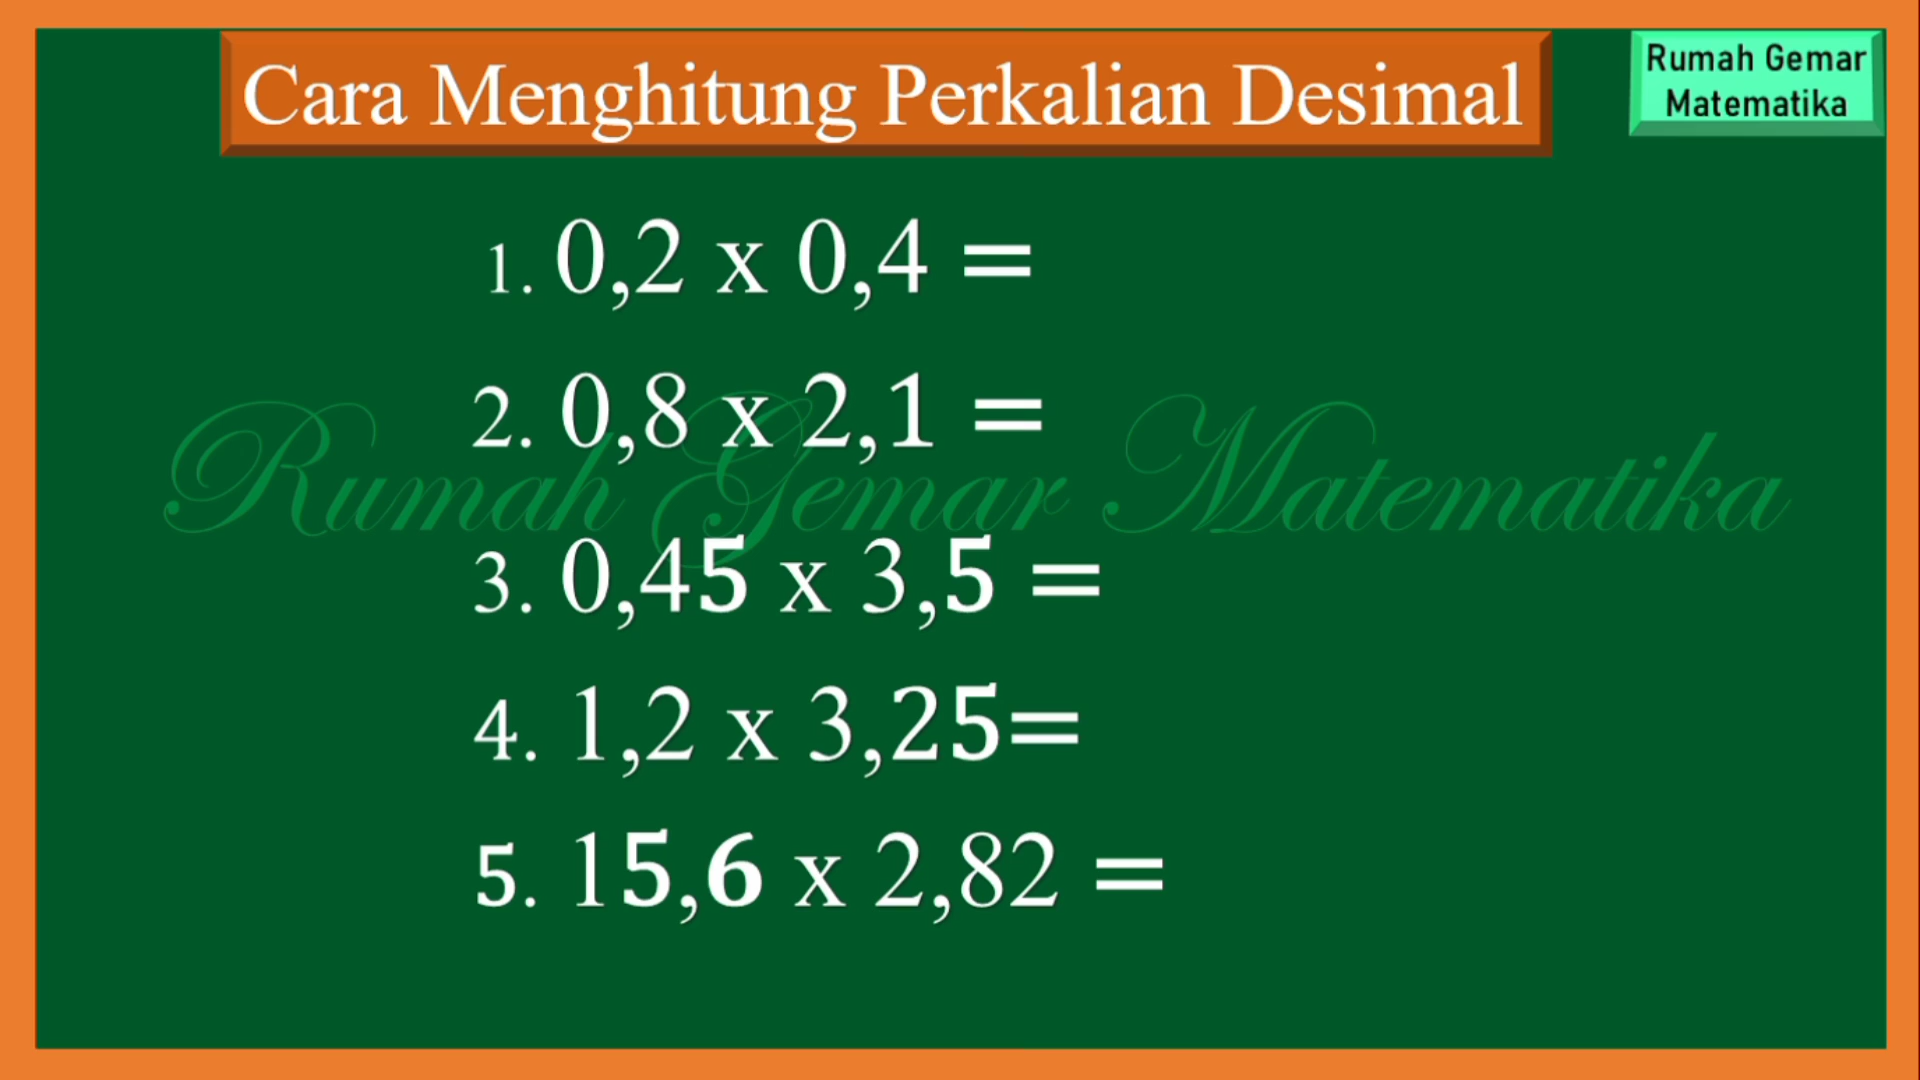 Cara Menghitung Perkalian Desimal
Rumah Gemar
Matematika
1. 0,2 x 0,4 =
2. 0,8 x 2,1 =
Rumah Gemar Matematika
3. 0,45 x 3,5 =
4. 1,2 x 3,25=
5. 15,6 x 2,82 =